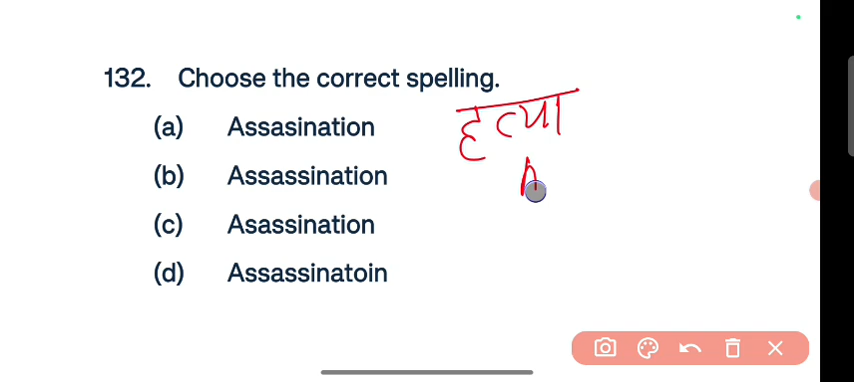 132. Choose the correct spelling.
(a) Assasination
हत्या
(b) Assassination
(c) Asassination
(d) Assassinatoin